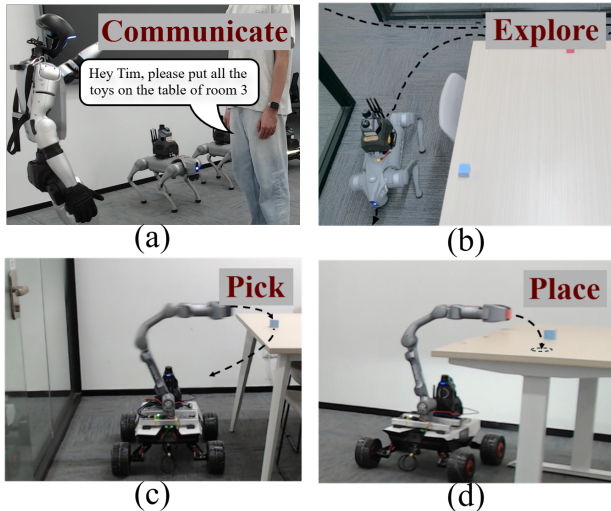 Communicate
Hey Tim, please put all the
toys on the table of room 3
(a)
Explore
(b)
Pick
(c)
Place
(d)